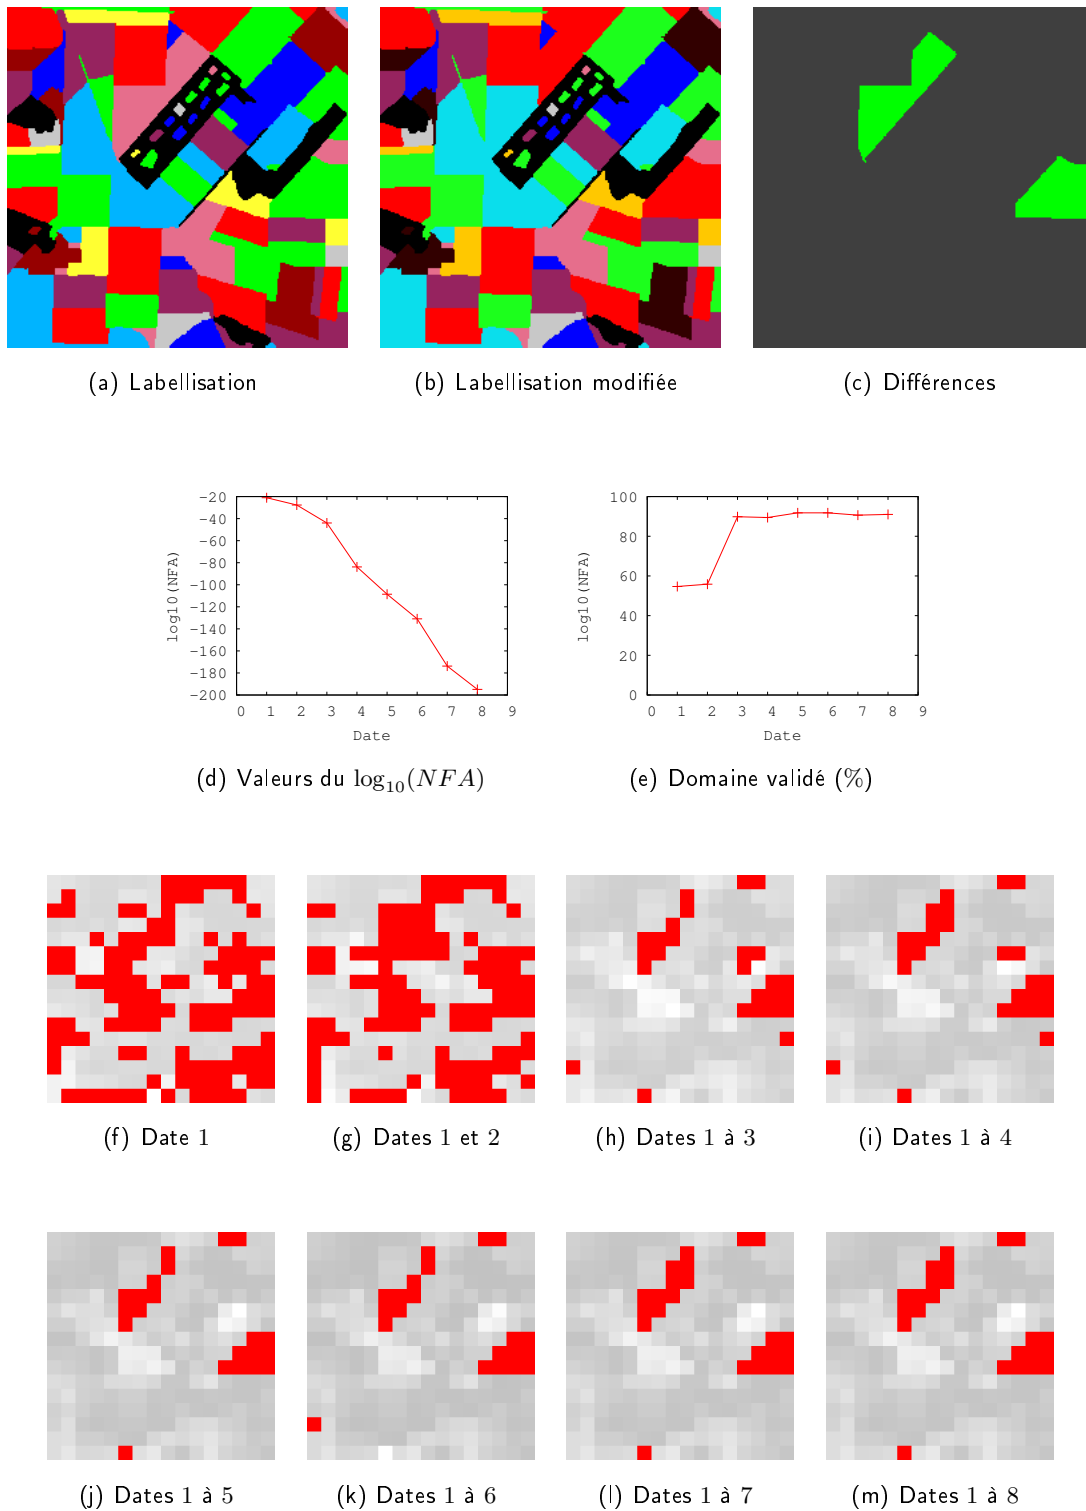 (a) Labellisation
(b) Labellisation modifiée
(c) Différences
-20
-40
-60
-80
-100
-120
-140
-160
-180
-200
log10(NFA)
0 1 2 3 4 5 6 7 8 9
Date
100
80
60
40
20
0
log10(NFA)
0 1 2 3 4 5 6 7 8 9
Date
(d) Valeurs du log₁₀(NFA)
(e) Domaine validé (%)
(f) Date 1
(g) Dates 1 et 2
(h) Dates 1 à 3
(i) Dates 1 à 4
(j) Dates 1 à 5
(k) Dates 1 à 6
(l) Dates 1 à 7
(m) Dates 1 à 8